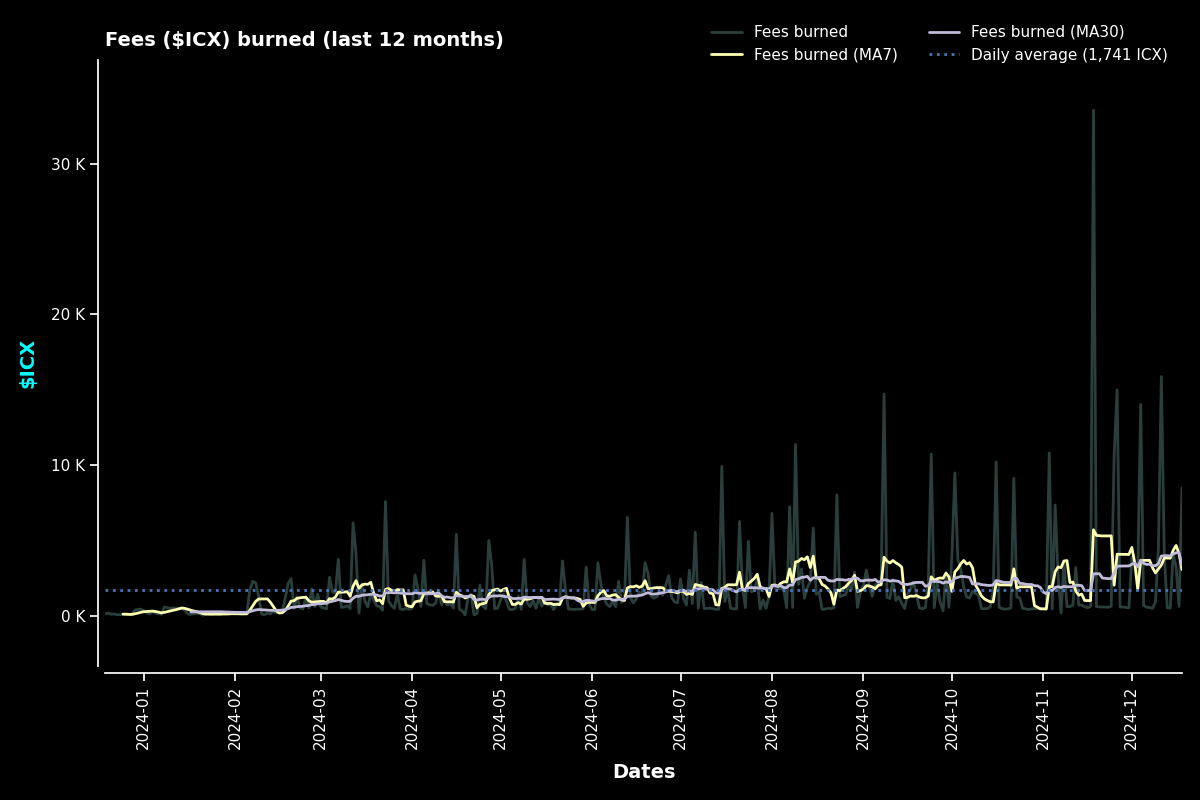 Fees ($ICX) burned (last 12 months)
Fees burned
Fees burned (MA7)
Fees burned (MA30)
Daily average (1,741 ICX)
30 K
20 K
10 K
0 K
$ICX
2024-01
2024-02
2024-03
2024-04
2024-05
2024-06
2024-07
2024-08
2024-09
2024-10
2024-11
2024-12
Dates